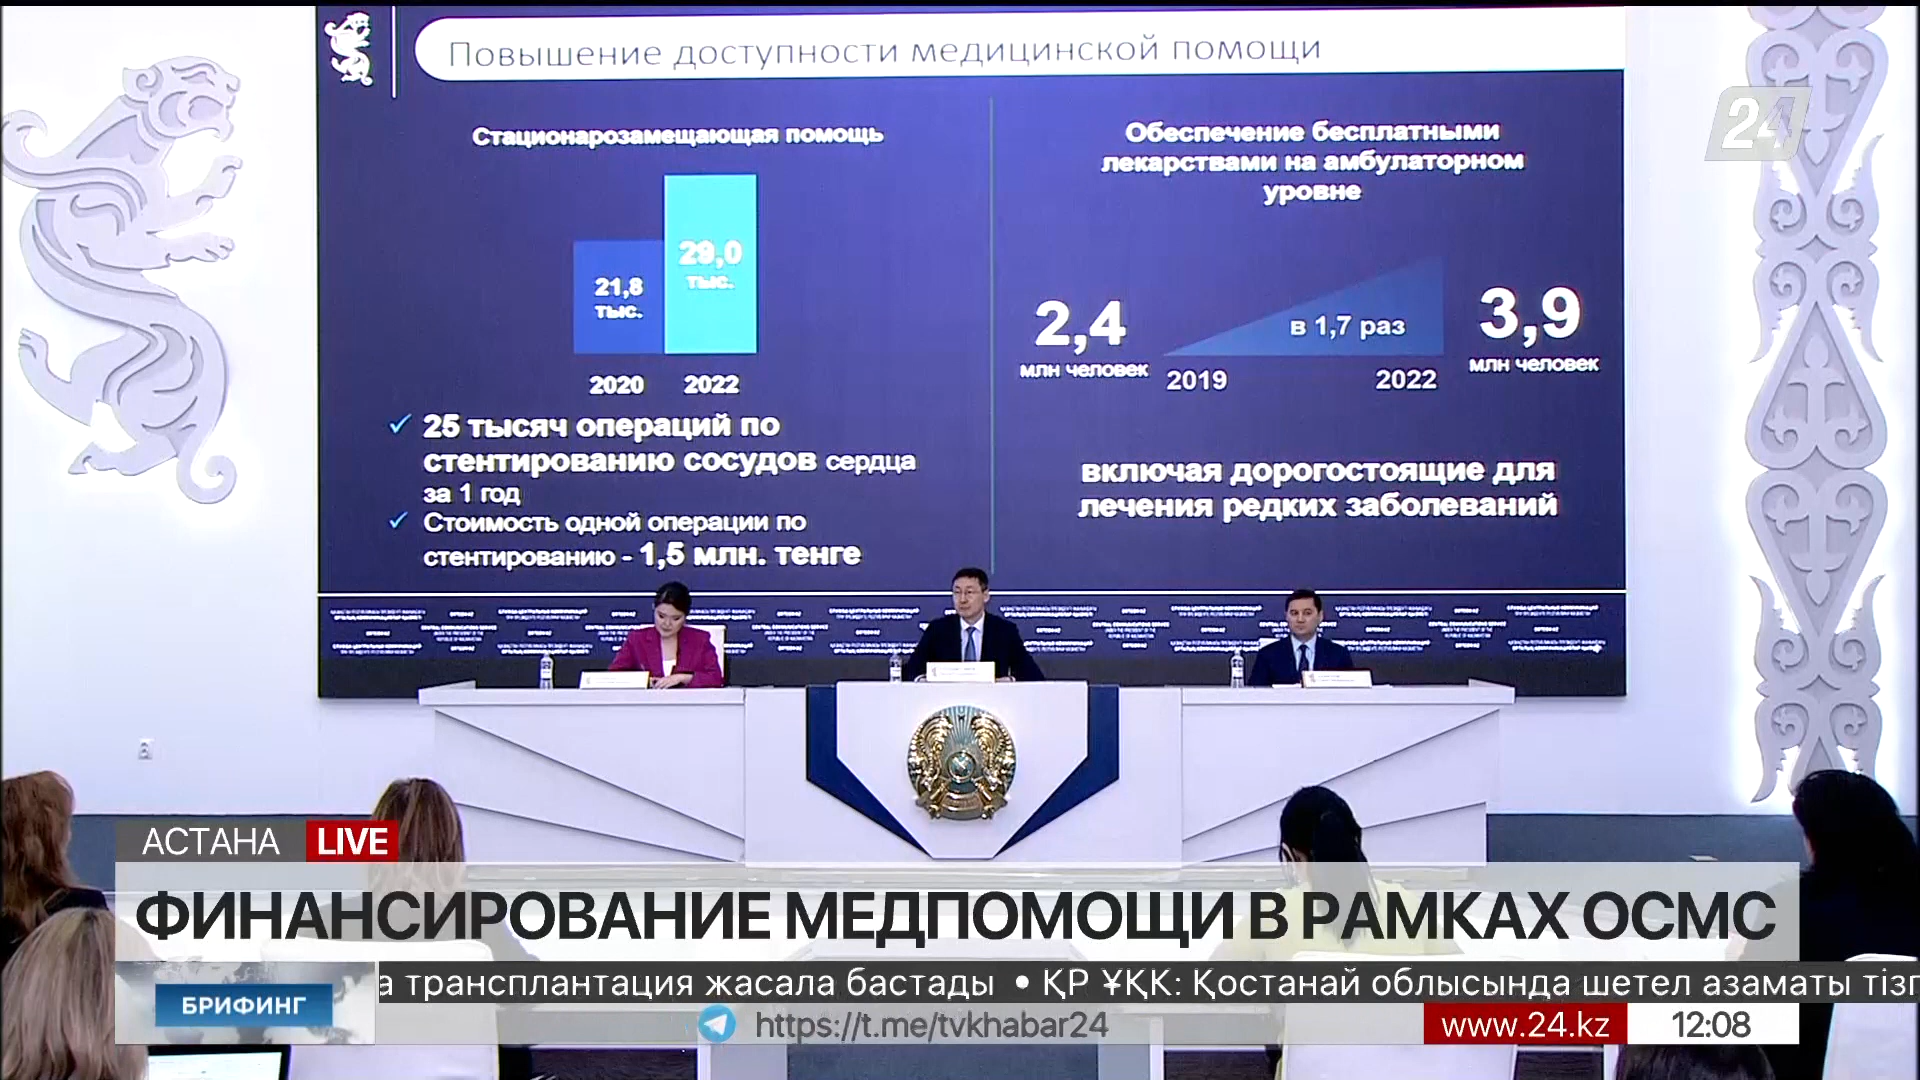 Повышение доступности медицинской помощи
24
Стационарозамещающая помощь
29,0
тыс.
21,8
тыс.
2020
2022
25 тысяч операций по
стентированию сосудов сердца
за 1 год
Стоимость одной операции по
стентированию - 1,5 млн. тенге
Обеспечение бесплатными
лекарствами на амбулаторном
уровне
2,4
млн человек
в 1,7 раз
3,9
млн человек
2019
2022
включая дорогостоящие для
лечения редких заболеваний
АСТАНА
LIVE
ФИНАНСИРОВАНИЕ МЕДПОМОЩИ В РАМКАХ ОСМС
БРИФИНГ
а трансплантация жасала бастады • ҚР ҰҚК: Қостанай облысында шетел азаматы тізг
https://t.me/tvkhabar24
www.24.kz
12:08